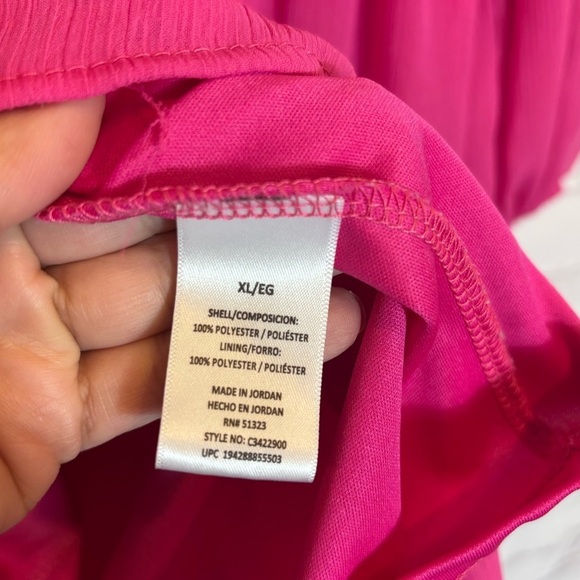 XL/EG
SHELL/COMPOSICION:
100% POLYESTER / POLIÉSTER
LINING/FORRO:
100% POLYESTER / POLIÉSTER
MADE IN JORDAN
HECHO EN JORDAN
RN# 51323
STYLE NO: C3422900
UPC 194288855503